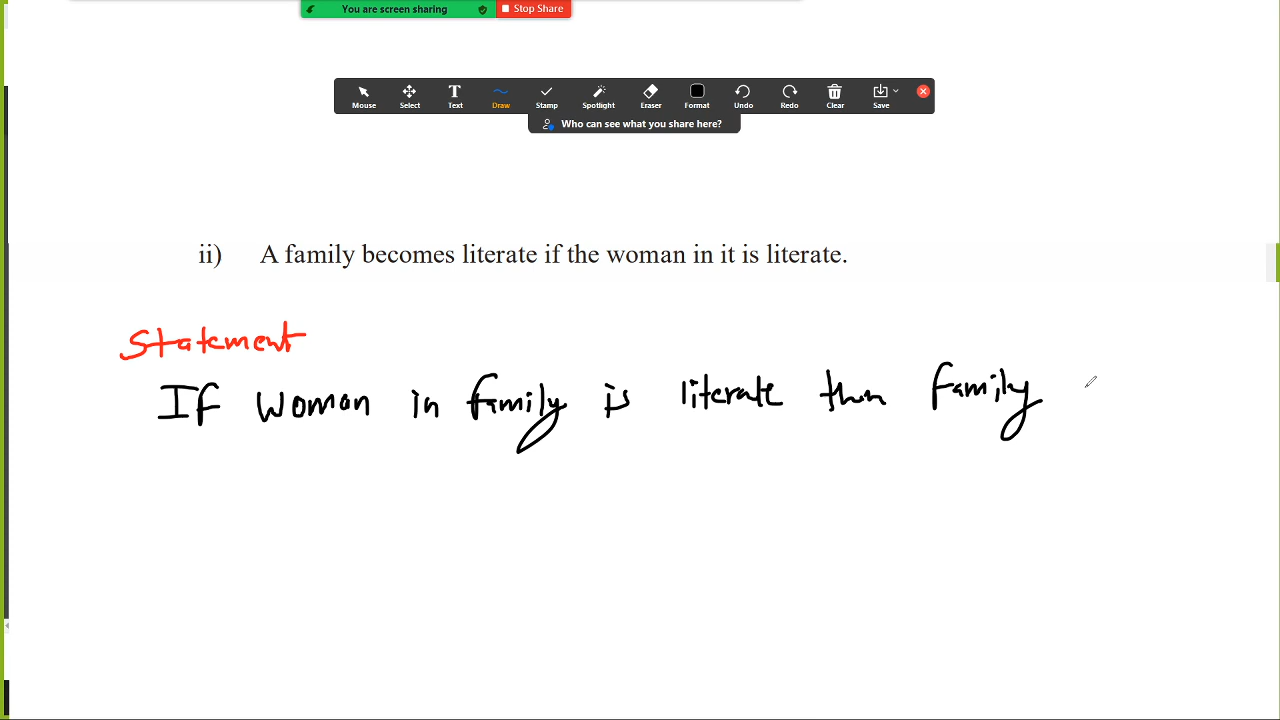 You are screen sharing Stop Share
Mouse Select Text Draw Stamp Spotlight Eraser Format Undo Redo Clear Save
Who can see what you share here?
ii) A family becomes literate if the woman in it is literate.
Statement
If woman in family is literate then family